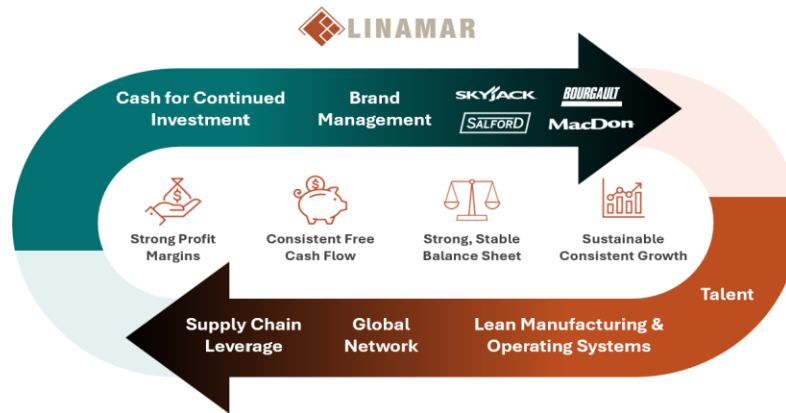 LINAMAR
Cash for Continued
Investment
Brand
Management
SKYJACK
BOURGAULT
SALFORD
MacDon
$
Strong Profit
Margins
$
Consistent Free
Cash Flow
Strong, Stable
Balance Sheet
Sustainable
Consistent Growth
Talent
Supply Chain
Leverage
Global
Network
Lean Manufacturing &
Operating Systems